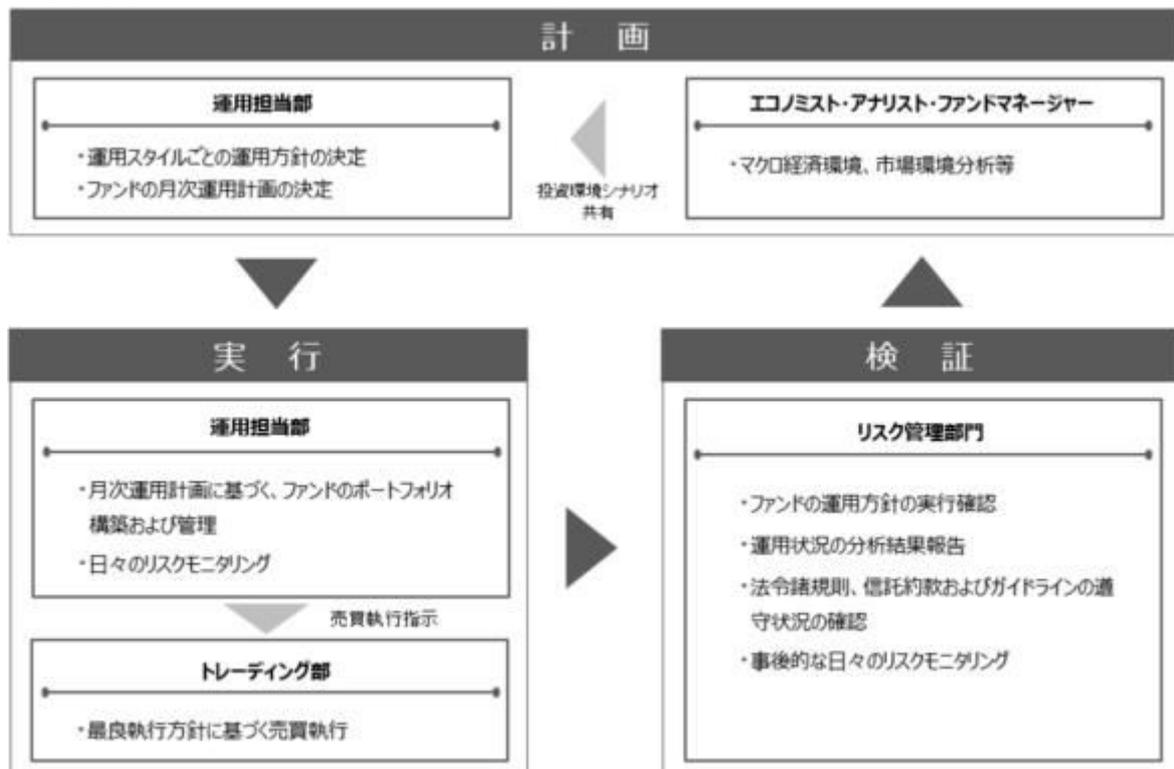 計 画
運用担当部
・運用スタイルごとの運用方針の決定
・ファンドの月次運用計画の決定
投資環境シナリオ
共有
エコノミスト・アナリスト・ファンドマネージャー
・マクロ経済環境、市場環境分析等
実 行
運用担当部
・月次運用計画に基づく、ファンドのポートフォリオ
構築および管理
・日々のリスクモニタリング
売買執行指示
トレーディング部
・最良執行方針に基づく売買執行
検 証
リスク管理部門
・ファンドの運用方針の実行確認
・運用状況の分析結果報告
・法令諸規則、信託約款およびガイドラインの遵
守状況の確認
・事後的な日々のリスクモニタリング